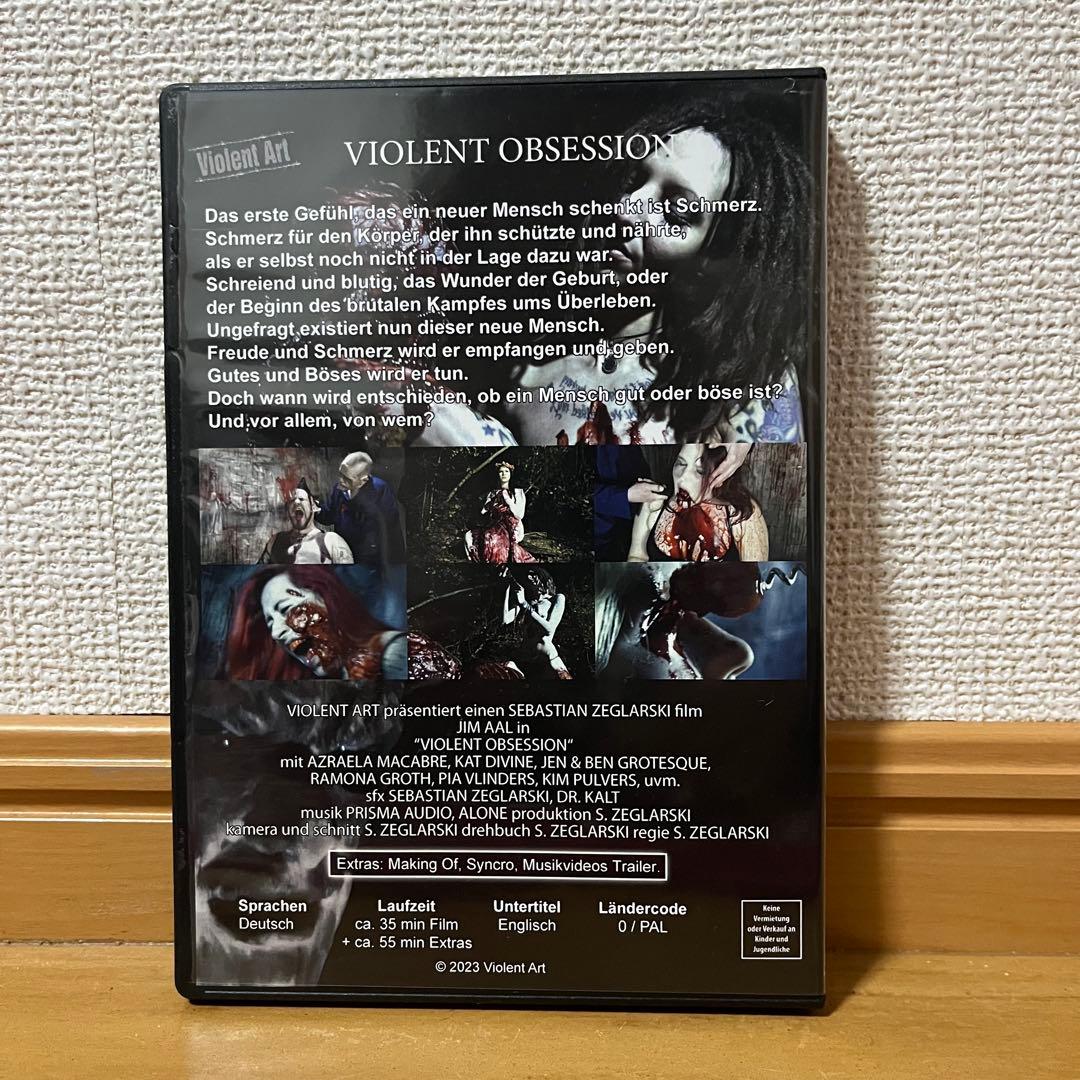 Violent Art
VIOLENT OBSESSION
Das erste Gefühl, das ein neuer Mensch schenkt ist Schmerz.
Schmerz für den Körper, der ihn schützte und nährte,
als er selbst noch nicht in der Lage dazu war.
Schreiend und blutig, das Wunder der Geburt, oder
der Beginn des brutalen Kampfes ums Überleben.
Ungefragt existiert nun dieser neue Mensch.
Freude und Schmerz wird er empfangen und geben.
Gutes und Böses wird er tun.
Doch wann wird entschieden, ob ein Mensch gut oder böse ist?
Und vor allem, von wem?
VIOLENT ART präsentiert einen SEBASTIAN ZEGLARSKI film
JIM AAL in
"VIOLENT OBSESSION"
mit AZRAELA MACABRE, KAT DIVINE, JEN & BEN GROTESQUE,
RAMONA GROTH, PIA VLINDERS, KIM PULVERS, uvm.
sfx SEBASTIAN ZEGLARSKI, DR. KALT
musik PRISMA AUDIO, ALONE produktion S. ZEGLARSKI
kamera und schnitt S. ZEGLARSKI drehbuch S. ZEGLARSKI regie S. ZEGLARSKI
Extras: Making Of, Syncro, Musikvideos Trailer.
Sprachen Laufzeit Untertitel Ländercode
Deutsch ca. 35 min Film Englisch 0 / PAL
+ ca. 55 min Extras
Keine
Vermietung
oder Verkauf an
Kinder und
Jugendliche
© 2023 Violent Art